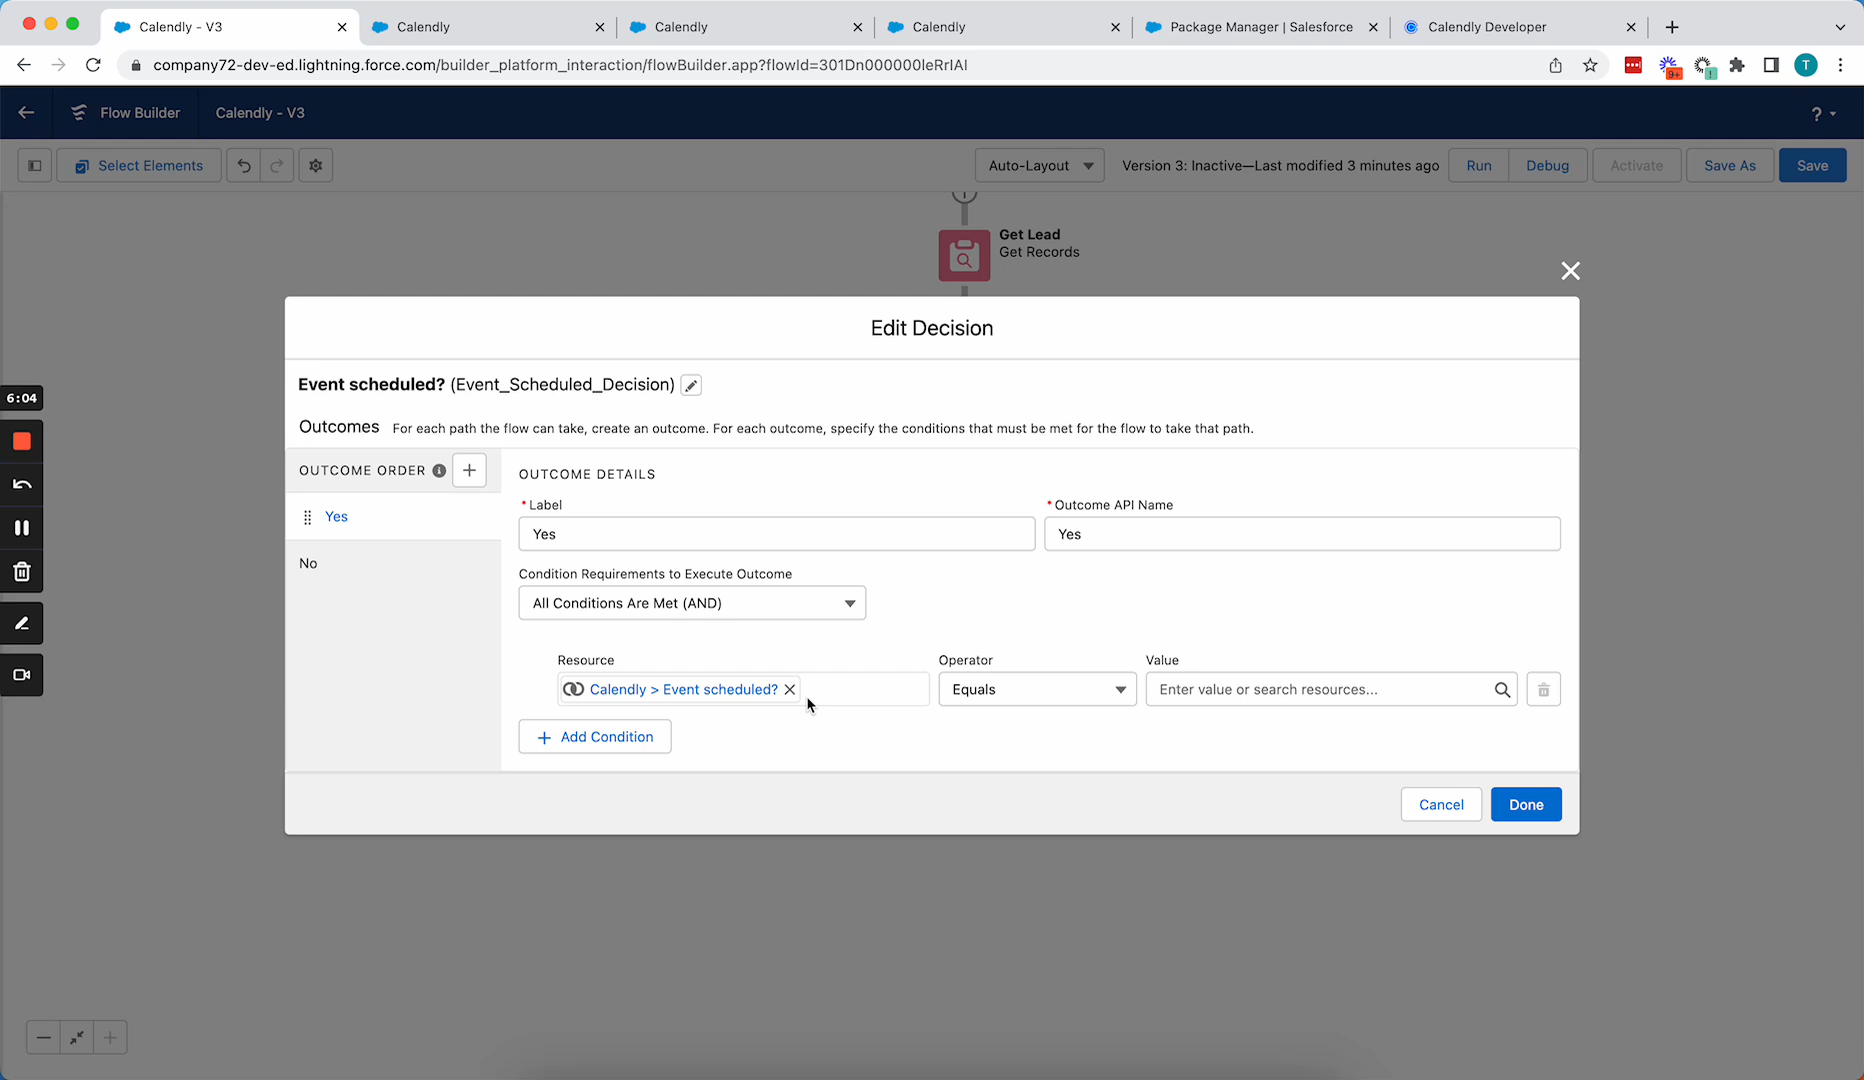 Calendly - V3
Calendly
Calendly
Calendly
Package Manager | Salesforce
Calendly Developer
company72-dev-ed.lightning.force.com/builder_platform_interaction/flowBuilder.app?flowId=301Dn000000IeRrIAI
9+
!
T
Flow Builder
Calendly - V3
?
Select Elements
Auto-Layout
Version 3: Inactive—Last modified 3 minutes ago
Run
Debug
Activate
Save As
Save
Get Lead
Get Records
Edit Decision
Event scheduled? (Event_Scheduled_Decision)
6:04
Outcomes For each path the flow can take, create an outcome. For each outcome, specify the conditions that must be met for the flow to take that path.
OUTCOME ORDER
Yes
No
OUTCOME DETAILS
* Label
Yes
* Outcome API Name
Yes
Condition Requirements to Execute Outcome
All Conditions Are Met (AND)
Resource
Calendly > Event scheduled?
Operator
Equals
Value
Enter value or search resources...
Add Condition
Cancel
Done